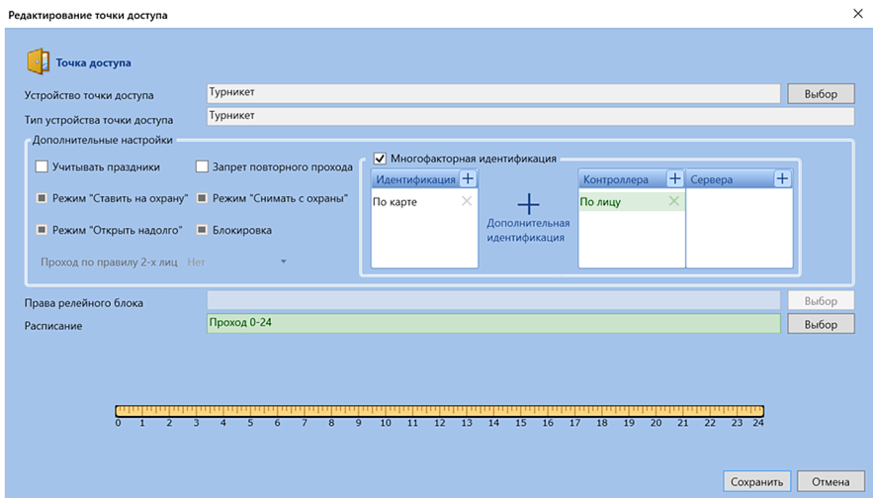 Редактирование точки доступа
Точка доступа
Устройство точки доступа Турникет Выбор
Тип устройства точки доступа Турникет
Дополнительные настройки
Учитывать праздники Запрет повторного прохода Многофакторная идентификация
Идентификация Контроллера Сервера
Режим "Ставить на охрану" Режим "Снимать с охраны" По карте По лицу
Дополнительная
идентификация
Режим "Открыть надолго" Блокировка
Проход по правилу 2-х лиц Нет
Права релейного блока Выбор
Расписание Проход 0-24 Выбор
0 1 2 3 4 5 6 7 8 9 10 11 12 13 14 15 16 17 18 19 20 21 22 23 24
Сохранить Отмена